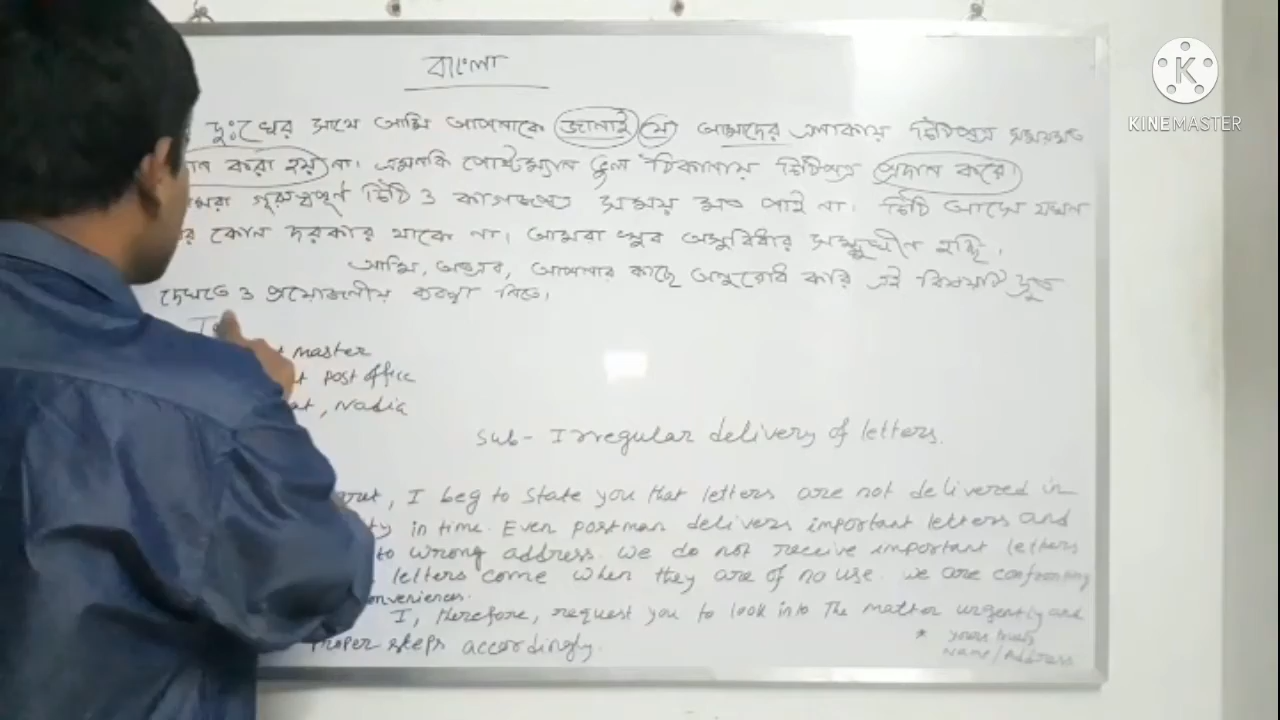 বাংলা
দুঃখের সাথে আমি আপনাকে জানাই যে আমাদের এলাকায় চিঠিপত্র সময়মত
করা হয় না। এমনকি পোস্টম্যান ভুল ঠিকানায় চিঠিপত্র প্রদান করে।
গুরুত্বপূর্ণ চিঠি ও কাগজপত্র সময় মত পাই না। চিঠি আসে যখন
কোন দরকার থাকে না। আমরা খুব অসুবিধার সম্মুখীন হচ্ছি।
আমি, অতএব, আপনার কাছে অনুরোধ করি এই বিষয়টি দ্রুত
দেখতে ও প্রয়োজনীয় ব্যবস্থা নিতে।
master
post office
Nadia
Sub- Irregular delivery of letters.
I beg to state you that letters are not delivered in
in time. Even postman delivers important letters and
to wrong address. We do not receive important letters
letters come when they are of no use. We are confronting
I, therefore, request you to look into The matter urgently and
proper steps accordingly.
* yours
Name/Address
KINEMASTER